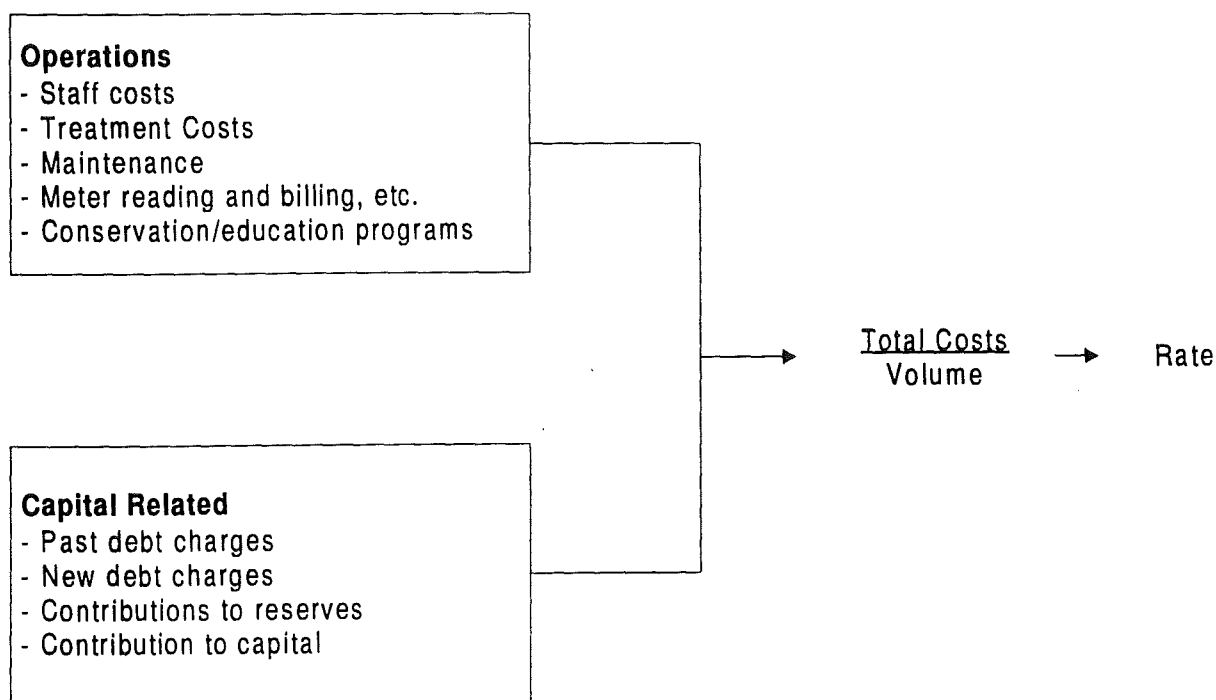 Operations
- Staff costs
- Treatment Costs
- Maintenance
- Meter reading and billing, etc.
- Conservation/education programs
Total Costs
Volume
Rate
Capital Related
- Past debt charges
- New debt charges
- Contributions to reserves
- Contribution to capital